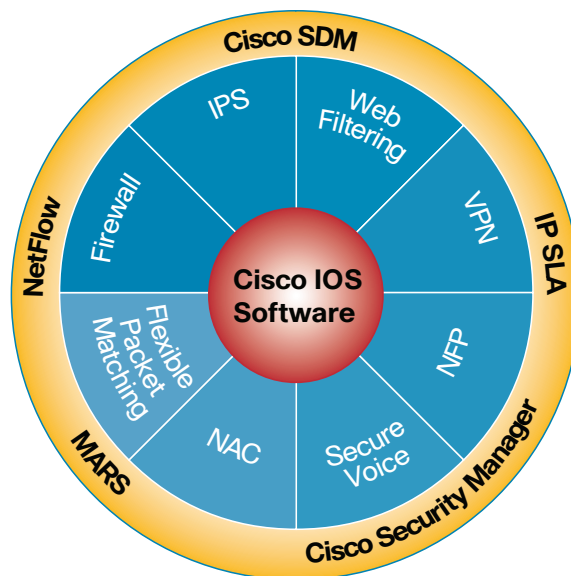 Cisco SDM
IPS
Web
Filtering
Firewall
VPN
NetFlow
IP SLA
Cisco IOS
Software
Flexible
Packet
Matching
NFP
NAC
Secure
Voice
MARS
Cisco Security Manager